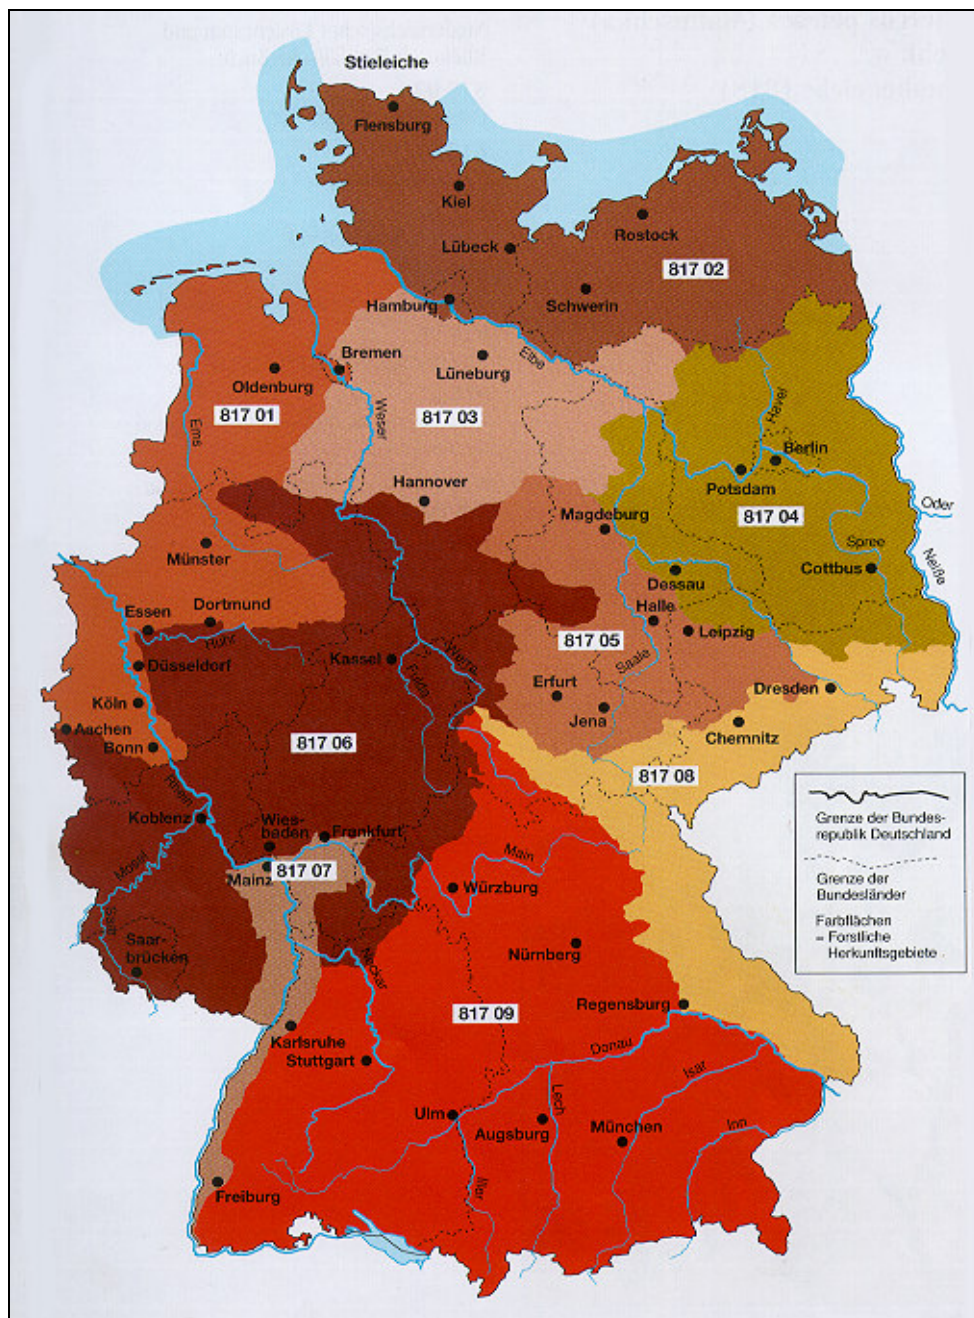 Stieleiche
Flensburg
Kiel
Rostock
Lübeck
817 02
Schwerin
Hamburg
Elbe
Bremen
Lüneburg
Oldenburg
Havel
817 01
817 03
Weser
Ems
Berlin
Hannover
Potsdam
Oder
Magdeburg
817 04
Spree
Münster
Neiße
Cottbus
Dessau
Essen
Dortmund
Halle
Ruhr
817 05
Leipzig
Düsseldorf
Kassel
Werra
Fulda
Saale
Erfurt
Dresden
Köln
Jena
Aachen
Chemnitz
Bonn
817 06
817 08
Rhein
Koblenz
Wies-
baden
Frankfurt
Mosel
Main
Mainz
817 07
Würzburg
Saar
Saar-
brücken
Nürnberg
Neckar
Regensburg
817 09
Karlsruhe
Stuttgart
Donau
Isar
Lech
Ulm
Augsburg
München
Inn
Iller
Freiburg
Grenze der Bundes-
republik Deutschland
Grenze der
Bundesländer
Farbflächen
= Forstliche
Herkunftsgebiete